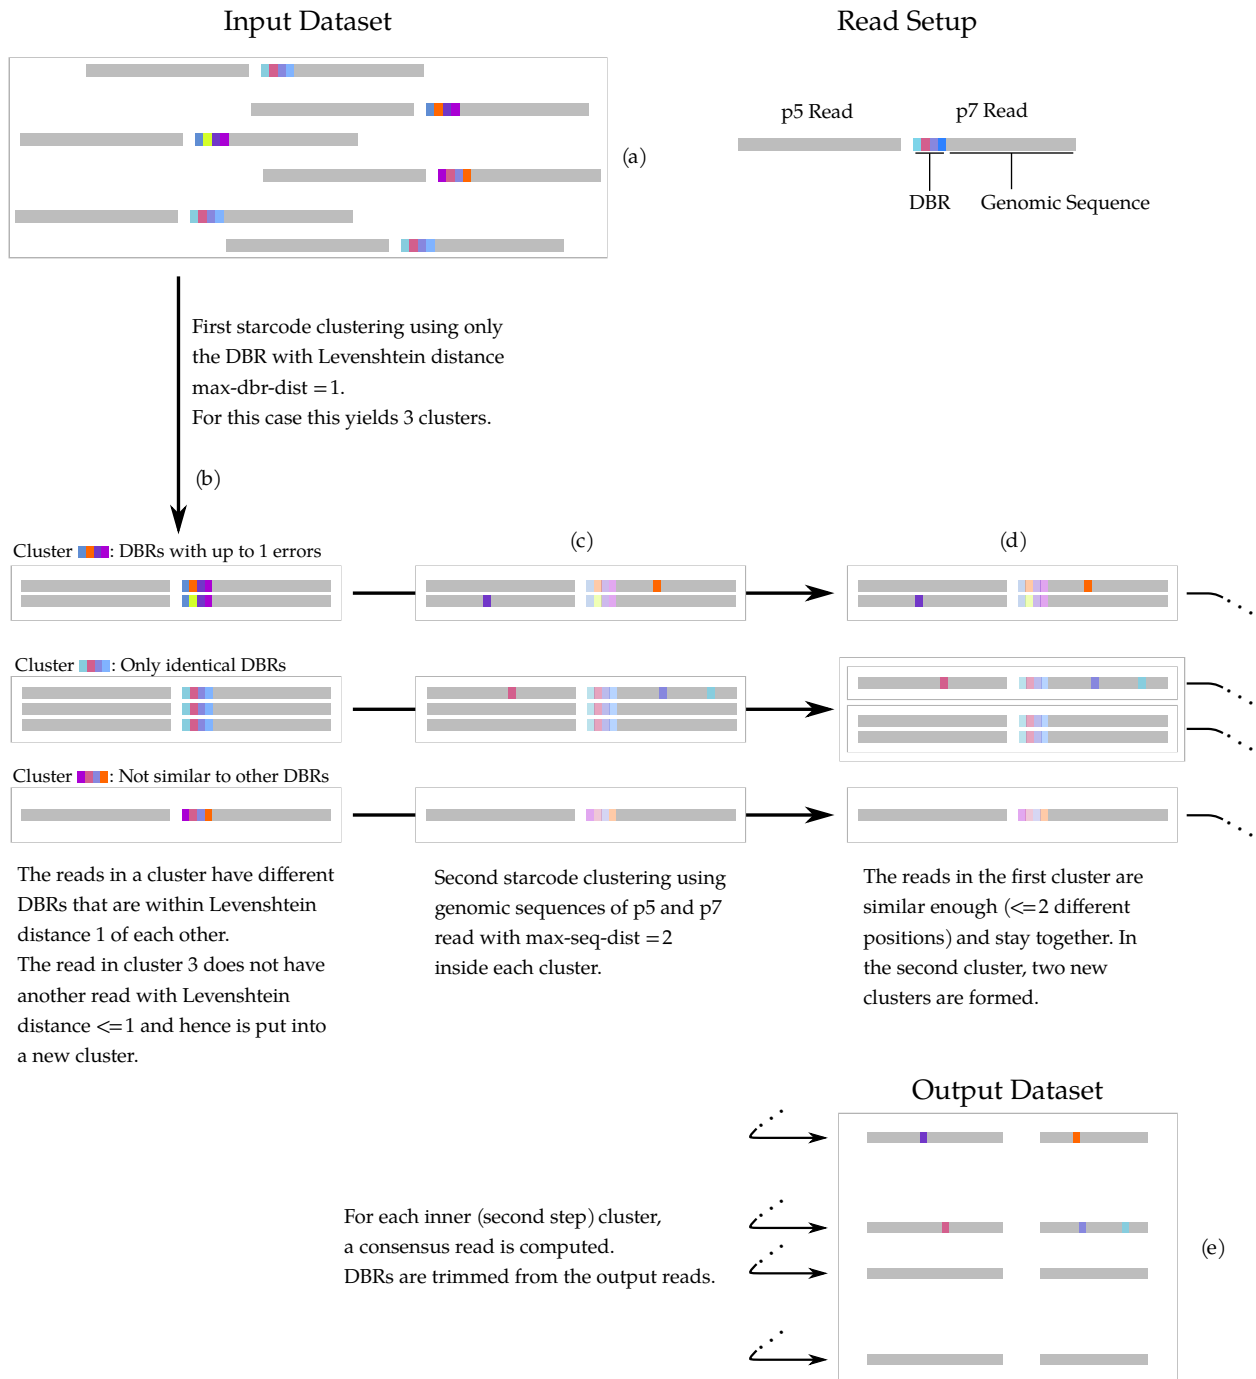 Input Dataset
Read Setup
p5 Read
p7 Read
(a)
DBR
Genomic Sequence
First starcode clustering using only
the DBR with Levenshtein distance
max-dbr-dist = 1.
For this case this yields 3 clusters.
(b)
Cluster : DBRs with up to 1 errors
(c)
(d)
Cluster : Only identical DBRs
Cluster : Not similar to other DBRs
The reads in a cluster have different
DBRs that are within Levenshtein
distance 1 of each other.
The read in cluster 3 does not have
another read with Levenshtein
distance <= 1 and hence is put into
a new cluster.
Second starcode clustering using
genomic sequences of p5 and p7
read with max-seq-dist = 2
inside each cluster.
The reads in the first cluster are
similar enough (<= 2 different
positions) and stay together. In
the second cluster, two new
clusters are formed.
Output Dataset
For each inner (second step) cluster,
a consensus read is computed.
DBRs are trimmed from the output reads.
(e)